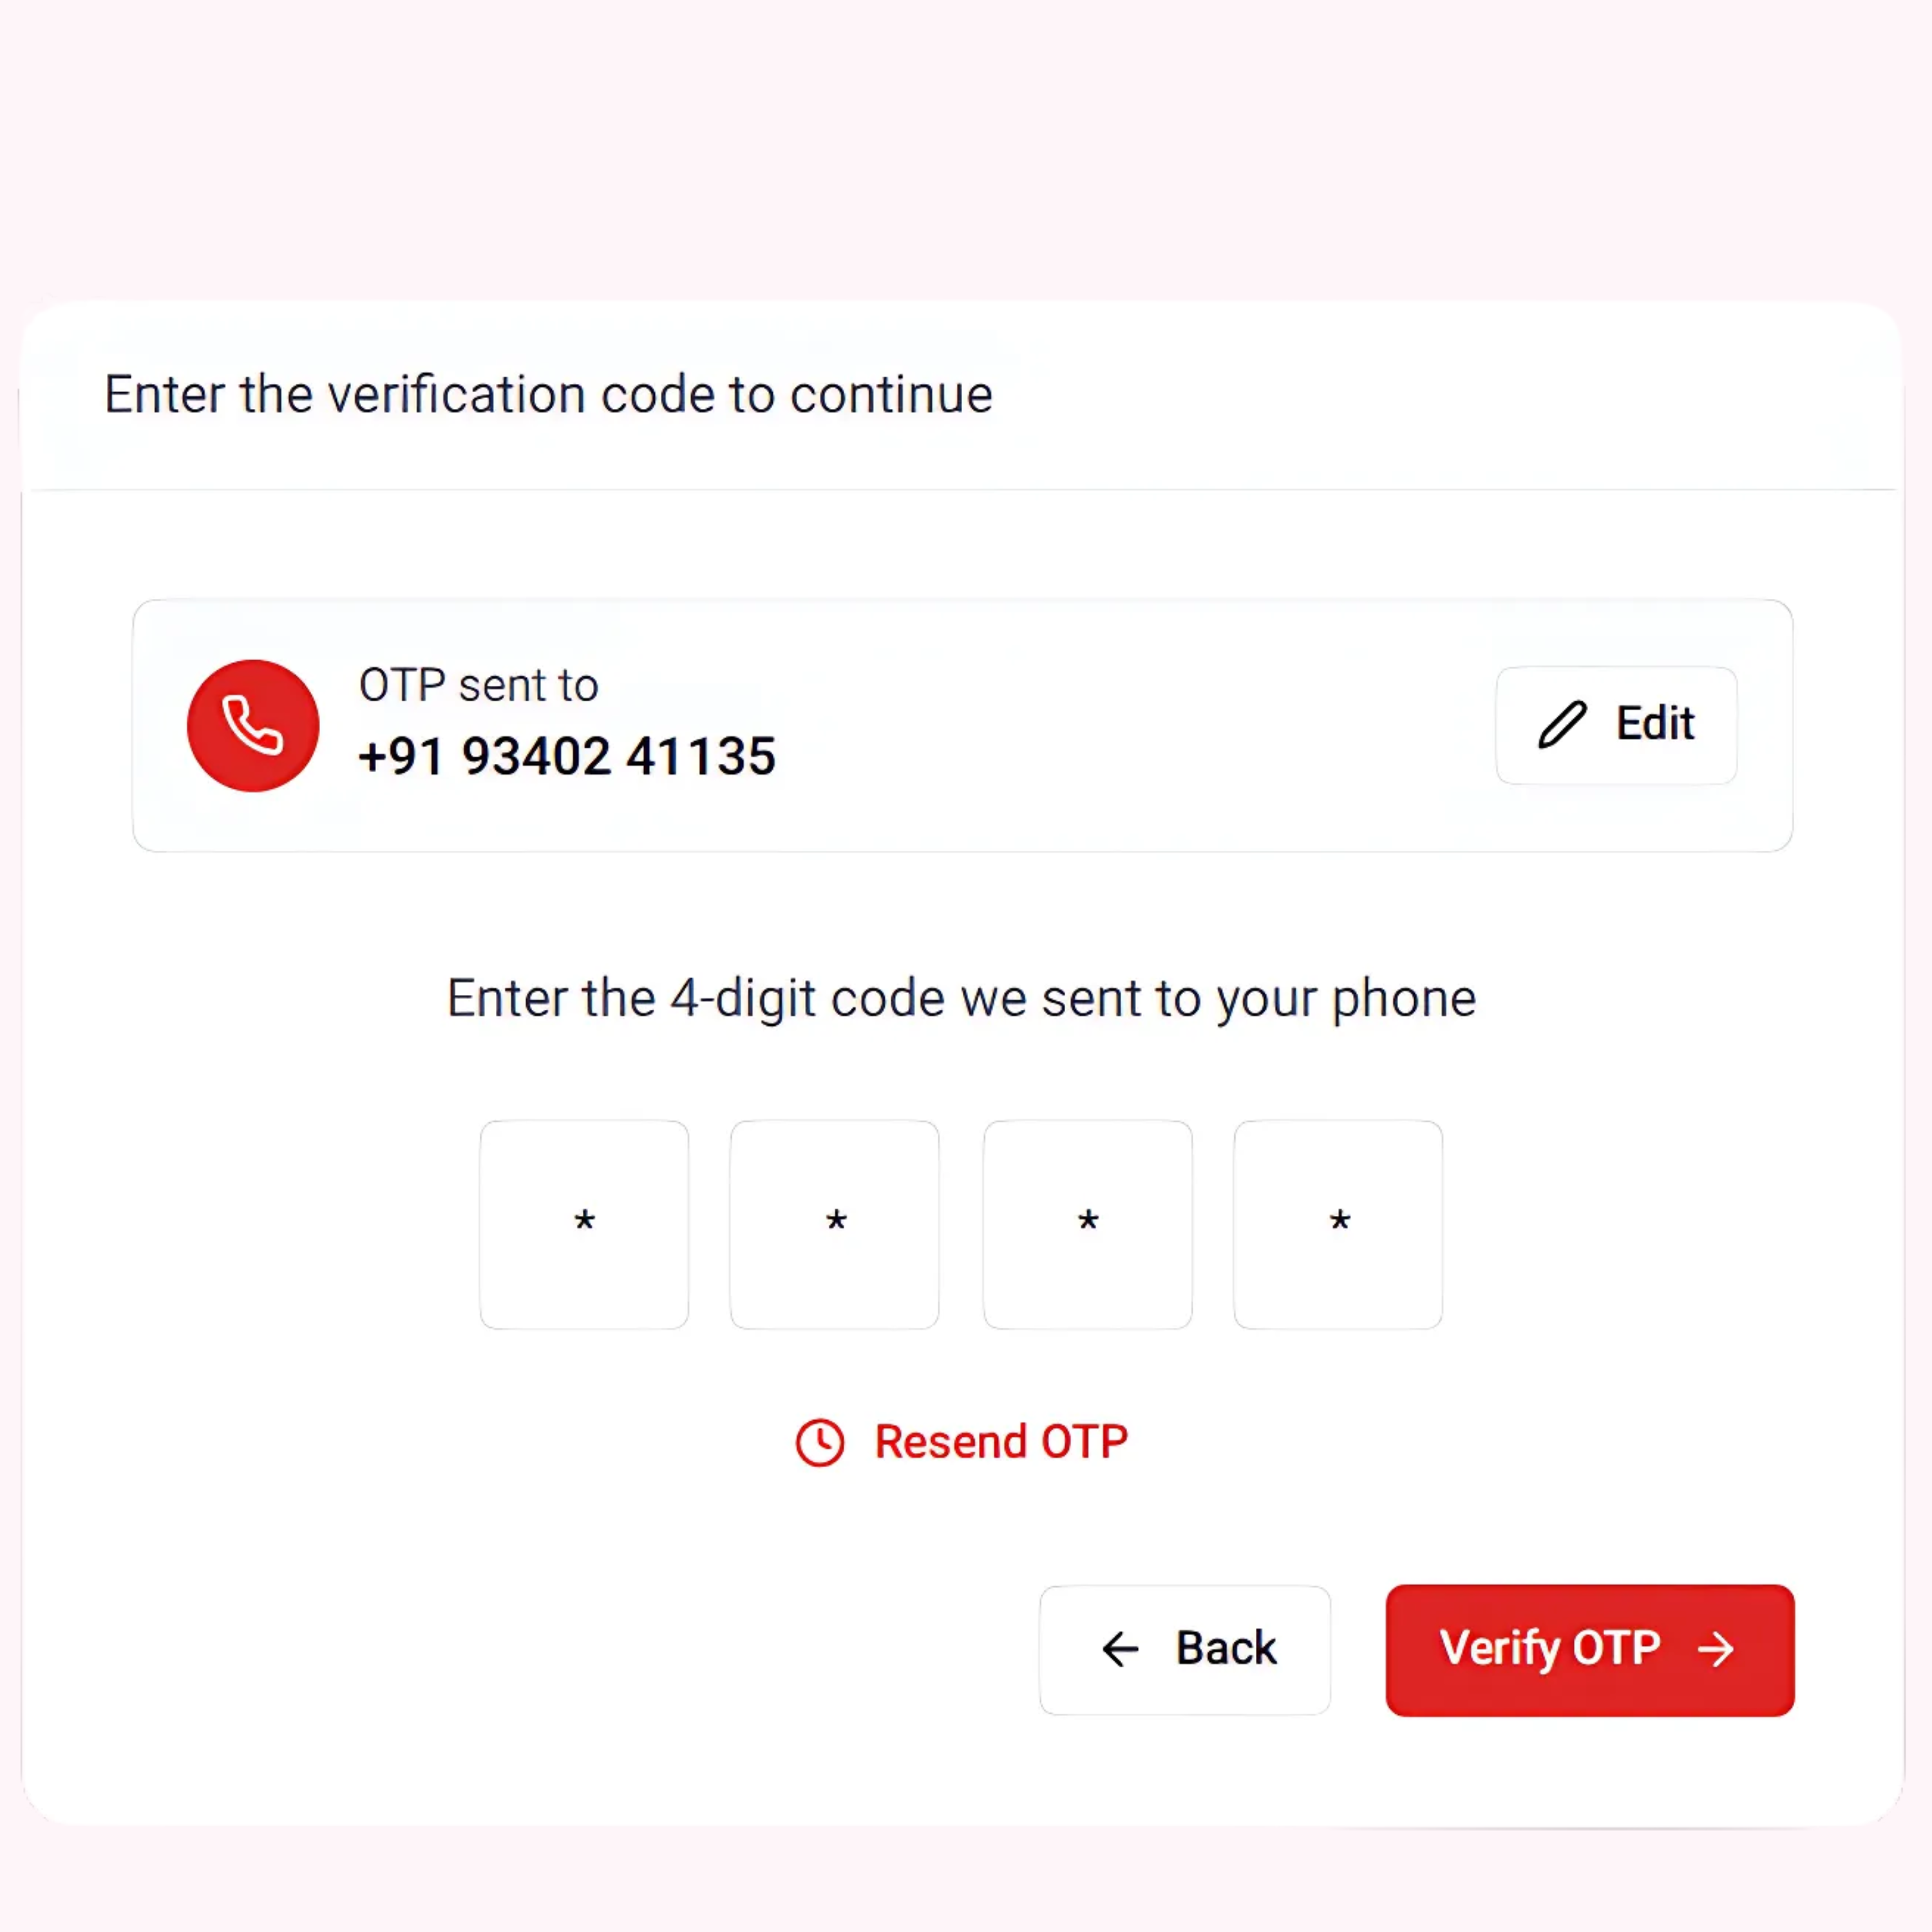 Enter the verification code to continue
OTP sent to
+91 93402 41135
Edit
Enter the 4-digit code we sent to your phone
* * * *
Resend OTP
Back
Verify OTP